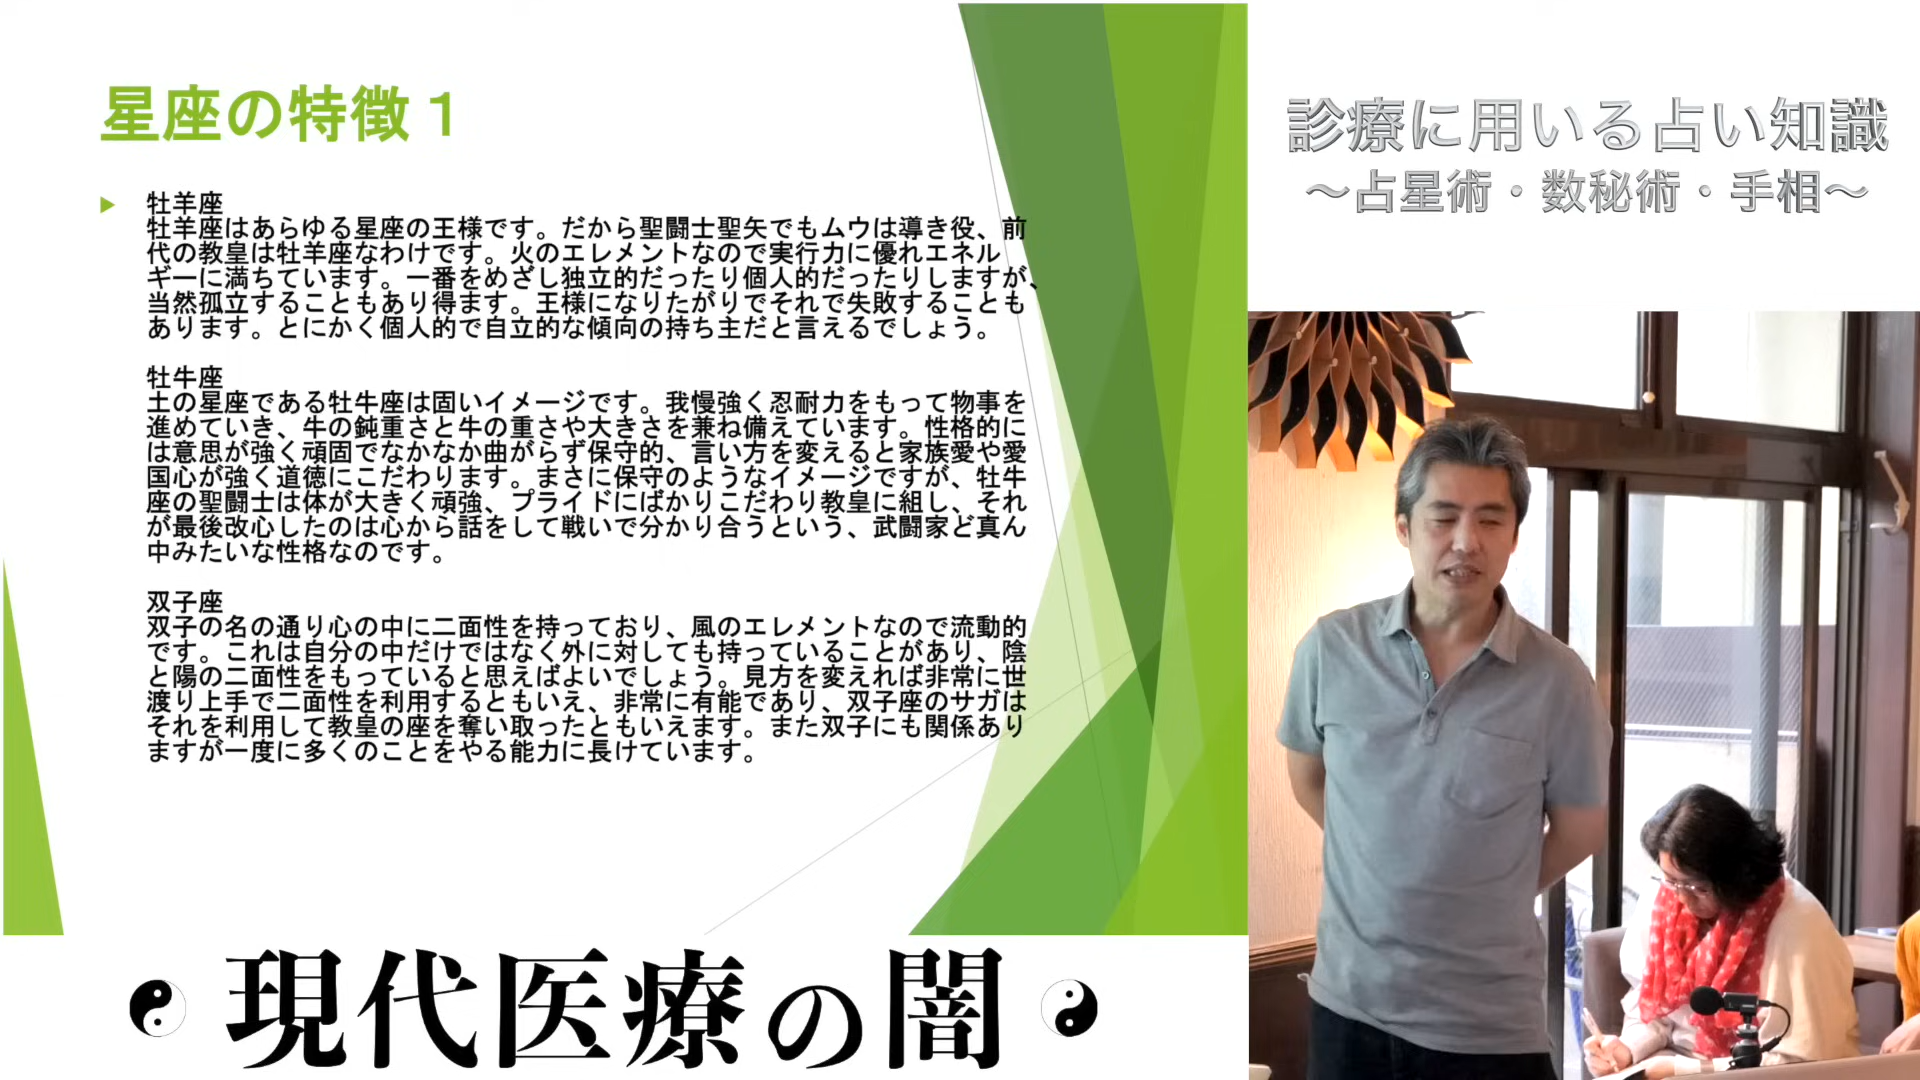 星座の特徴１
牡羊座
牡羊座はあらゆる星座の王様です。だから聖闘士聖矢でもムウは導き役、前
代の教皇は牡羊座なわけです。火のエレメントなので実行力に優れエネル
ギーに満ちています。一番をめざし独立的だったり個人的だったりしますが、
当然孤立することもあり得ます。王様になりたがりでそれで失敗することも
あります。とにかく個人的で自立的な傾向の持ち主だと言えるでしょう。
牡牛座
土の星座である牡牛座は固いイメージです。我慢強く忍耐力をもって物事を
進めていき、牛の鈍重さと牛の重さや大きさを兼ね備えています。性格的に
は意思が強く頑固でなかなか曲がらず保守的、言い方を変えると家族愛や愛
国心が強く道徳にこだわります。まさに保守のようなイメージですが、牡牛
座の聖闘士は体が大きく頑強、プライドにばかりこだわり教皇に組し、それ
が最後改心したのは心から話をして戦いで分かり合うという、武闘家ど真ん
中みたいな性格なのです。
双子座
双子の名の通り心の中に二面性を持っており、風のエレメントなので流動的
です。これは自分の中だけではなく外に対しても持っていることがあり、陰
と陽の二面性をもっていると思えばよいでしょう。見方を変えれば非常に世
渡り上手で二面性を利用するともいえ、非常に有能であり、双子座のサガは
それを利用して教皇の座を奪い取ったともいえます。また双子にも関係あり
ますが一度に多くのことをやる能力に長けています。
診療に用いる占い知識
～占星術・数秘術・手相～
現代医療の闇